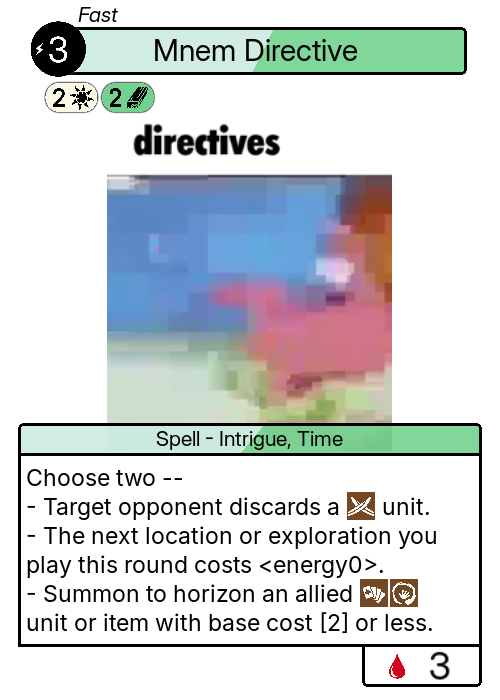 Fast
3
Mnem Directive
2 2
directives
Spell - Intrigue, Time
Choose two --
- Target opponent discards a unit.
- The next location or exploration you
play this round costs <energy0>.
- Summon to horizon an allied
unit or item with base cost [2] or less.
3